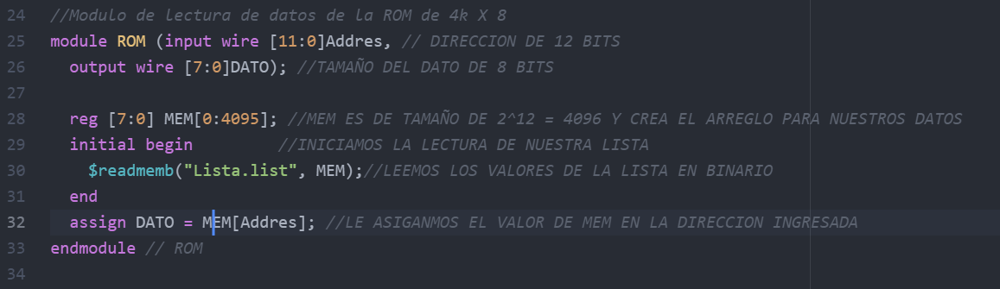 24 //Modulo de lectura de datos de la ROM de 4k X 8
25 module ROM (input wire [11:0]Addres, // DIRECCION DE 12 BITS
26 output wire [7:0]DATO); //TAMAÑO DEL DATO DE 8 BITS
27
28 reg [7:0] MEM[0:4095]; //MEM ES DE TAMAÑO DE 2^12 = 4096 Y CREA EL ARREGLO PARA NUESTROS DATOS
29 initial begin //INICIAMOS LA LECTURA DE NUESTRA LISTA
30 $readmemb("Lista.list", MEM);//LEEMOS LOS VALORES DE LA LISTA EN BINARIO
31 end
32 assign DATO = MEM[Addres]; //LE ASIGANMOS EL VALOR DE MEM EN LA DIRECCION INGRESADA
33 endmodule // ROM
34